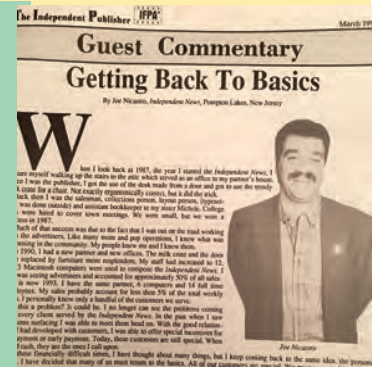 The Independent Publisher IFPA
March 199
Guest Commentary
Getting Back To Basics
By Joe Nicastro, Independent News, Pompton Lakes, New Jersey
When I look back at 1987, the year I started the Independent News, I
see myself walking up the stairs to the attic which served as an office in my partner's house.
I was the publisher, I got the use of the desk made from a door and got to use the
crate for a chair. Not exactly ergonomically correct, but it did the trick.
back then I was the salesman, collections person, layout person, (typeset-
was done outside) and assistant bookkeeper to my sister Michele. College
were hired to cover town meetings. We were small, but we were a
in 1987.
uch of that success was due to the fact that I was out on the road working
the advertisers. Like many mom and pop operations, I knew what was
in the community. My people knew me and I knew them.
1990, I had a new partner and new offices. The milk crate and the door
replaced by furniture more resplendent. My staff had increased to 12.
3 Macintosh computers were used to compose the Independent News. I
was seeing advertisers and accounted for approximately 50% of all sales.
is now 1993. I have the same partner, 6 computers and 14 full time
My sales probably account for less then 5% of the total weekly
I personally know only a handful of the customers we serve.
this a problem? It could be. I no longer can see the problems
every client served by the Independent News. In the past when I saw
surfacing I was able to meet them head on. With the good relation-
I had developed with customers, I was able to offer special incentives for
payment or early payment. Today, those customers are still special. When
cash, they are the ones I call upon.
these financially difficult times, I have thought about many things, but I keep coming back to the same idea, the
I have decided that many of us must return to the basics. All of our customers are
Joe Nicastro